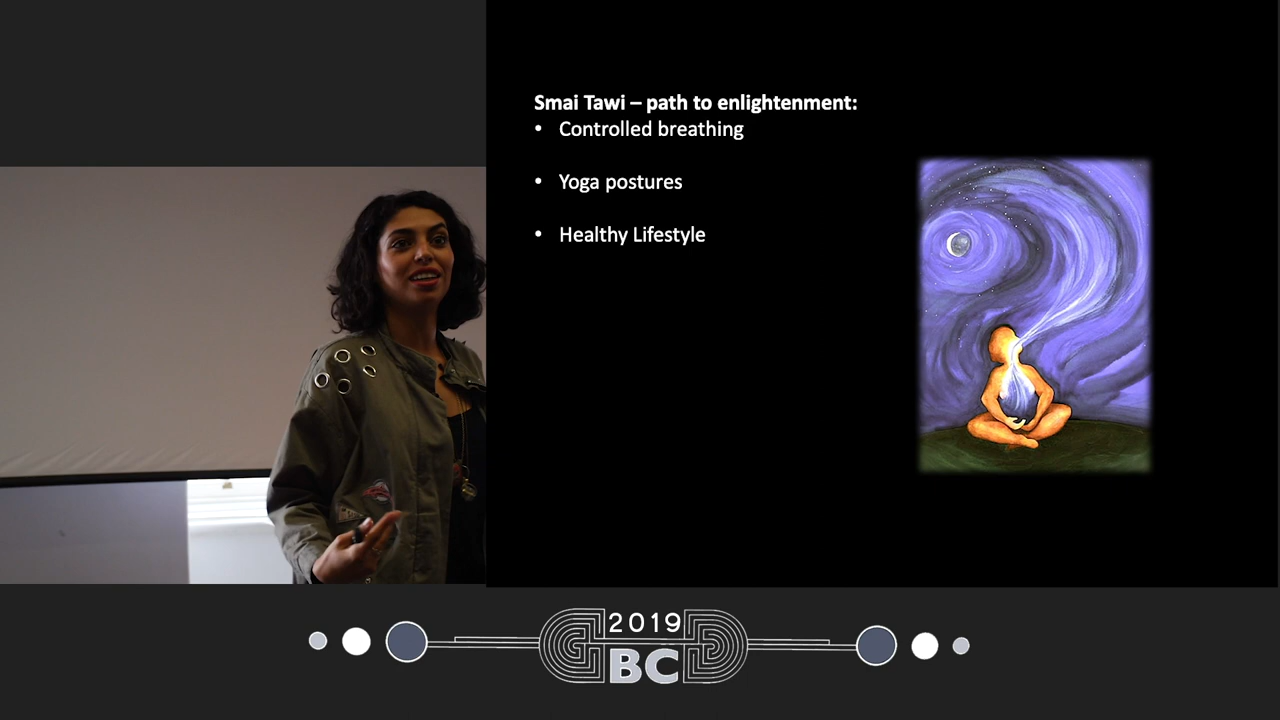 Smai Tawi – path to enlightenment:
• Controlled breathing
• Yoga postures
• Healthy Lifestyle
2019
BC